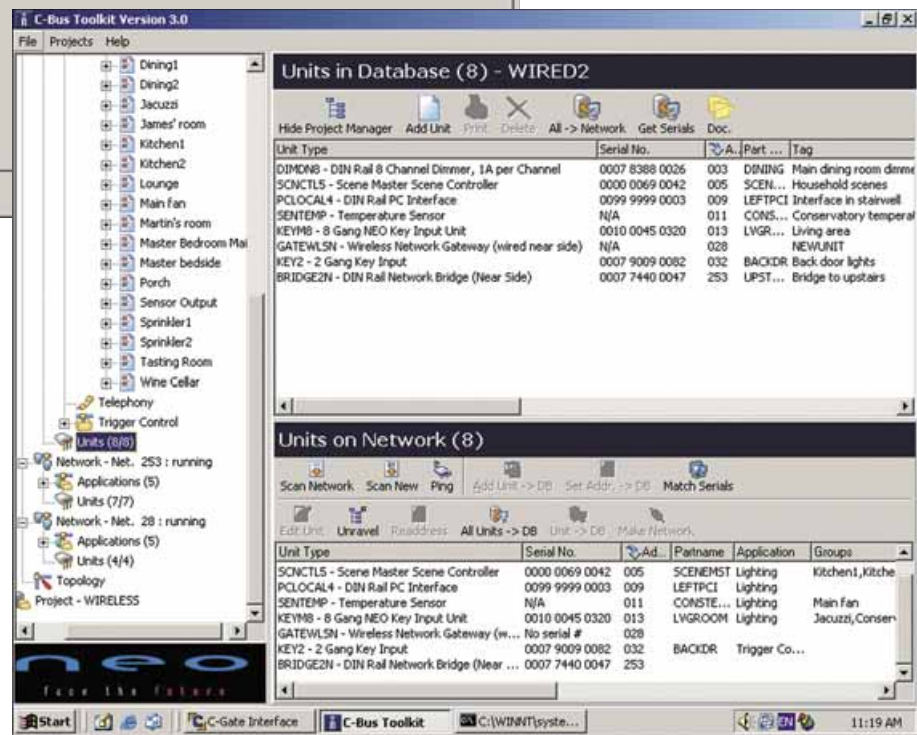 C-Bus Toolkit Version 3.0
File Projects Help
Dining1
Dining2
Jacuzzi
James' room
Kitchen1
Kitchen2
Lounge
Main fan
Martin's room
Master Bedroom Mai
Master bedside
Porch
Sensor Output
Sprinkler1
Sprinkler2
Tasting Room
Wine Cellar
Telephony
Trigger Control
Units (8/8)
Network - Net. 253 : running
Applications (5)
Units (7/7)
Network - Net. 28 : running
Applications (5)
Units (4/4)
Topology
Project - WIRELESS
neo
face the future
Units in Database (8) - WIRED2
Hide Project Manager Add Unit Print Delete All -> Network Get Serials Doc.
Unit Type Serial No. A.. Part ... Tag
DIMDN8 - DIN Rail 8 Channel Dimmer, 1A per Channel 0007 8388 0026 003 DINING Main dining room dimme
SCNCTL5 - Scene Master Scene Controller 0000 0069 0042 005 SCEN... Household scenes
PCLOCAL4 - DIN Rail PC Interface 0099 9999 0003 009 LEFTPCI Interface in stairwell
SENTEMP - Temperature Sensor N/A 011 CONS... Conservatory tempera
KEYM8 - 8 Gang NEO Key Input Unit 0010 0045 0320 013 LVGR... Living area
GATEWLSN - Wireless Network Gateway (wired near side) N/A 028 NEWUNIT
KEY2 - 2 Gang Key Input 0007 9009 0082 032 BACKDR Back door lights
BRIDGE2N - DIN Rail Network Bridge (Near Side) 0007 7440 0047 253 UPST... Bridge to upstairs
Units on Network (8)
Scan Network Scan New Ping Add Unit -> DB Set Addr. -> DB Match Serials
Edit Unit Unravel Readdress All Units -> DB Unit -> DB Make Network
Unit Type Serial No. Ad... Partname Application Groups
SCNCTL5 - Scene Master Scene Controller 0000 0069 0042 005 SCENEMST Lighting Kitchen1,Kitche
PCLOCAL4 - DIN Rail PC Interface 0099 9999 0003 009 LEFTPCI Lighting
SENTEMP - Temperature Sensor N/A 011 CONSTE... Lighting Main fan
KEYM8 - 8 Gang NEO Key Input Unit 0010 0045 0320 013 LVGROOM Lighting Jacuzzi,Conser
GATEWLSN - Wireless Network Gateway (w... No serial # 028
KEY2 - 2 Gang Key Input 0007 9009 0082 032 BACKDR Trigger Co...
BRIDGE2N - DIN Rail Network Bridge (Near ... 0007 7440 0047 253
Start C-Gate Interface C-Bus Toolkit C:\WINNT\syste... EN 11:19 AM